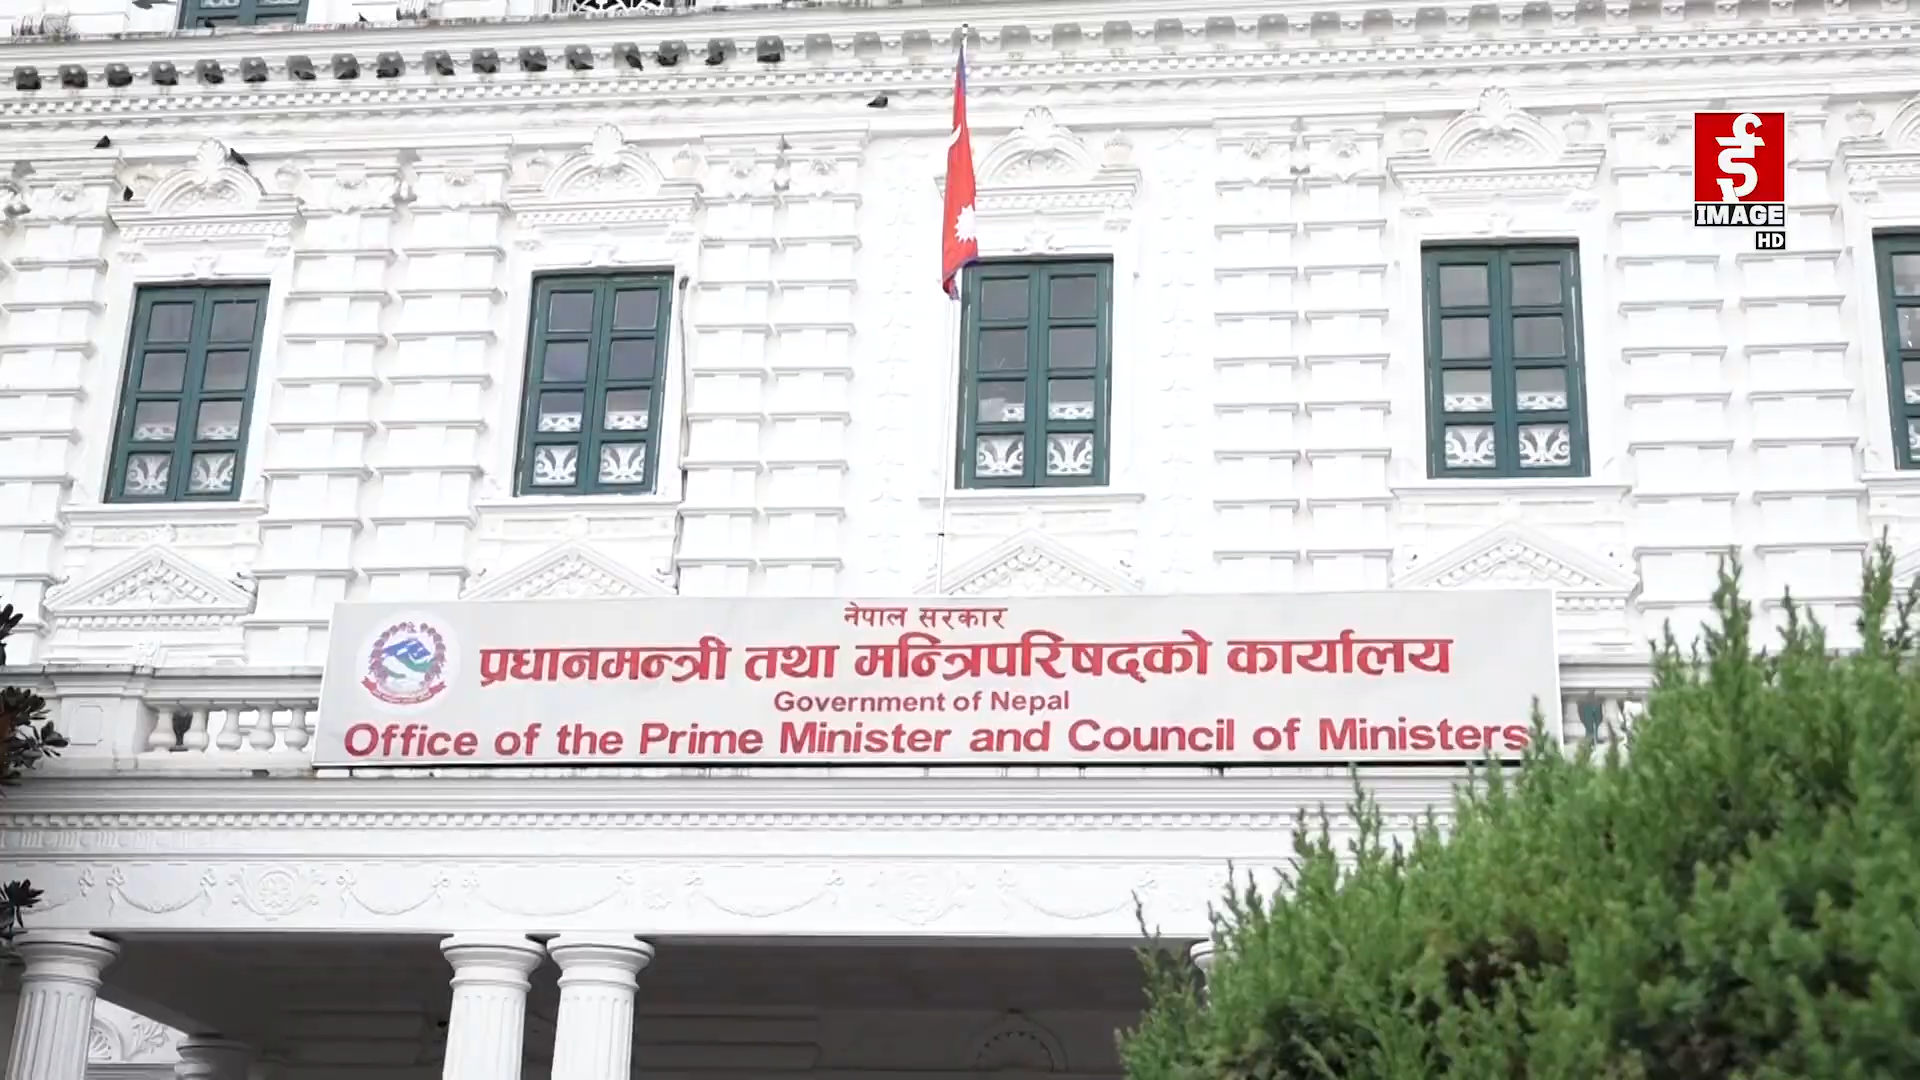 नेपाल सरकार
प्रधानमन्त्री तथा मन्त्रिपरिषद्को कार्यालय
Government of Nepal
Office of the Prime Minister and Council of Ministers
IMAGE
HD